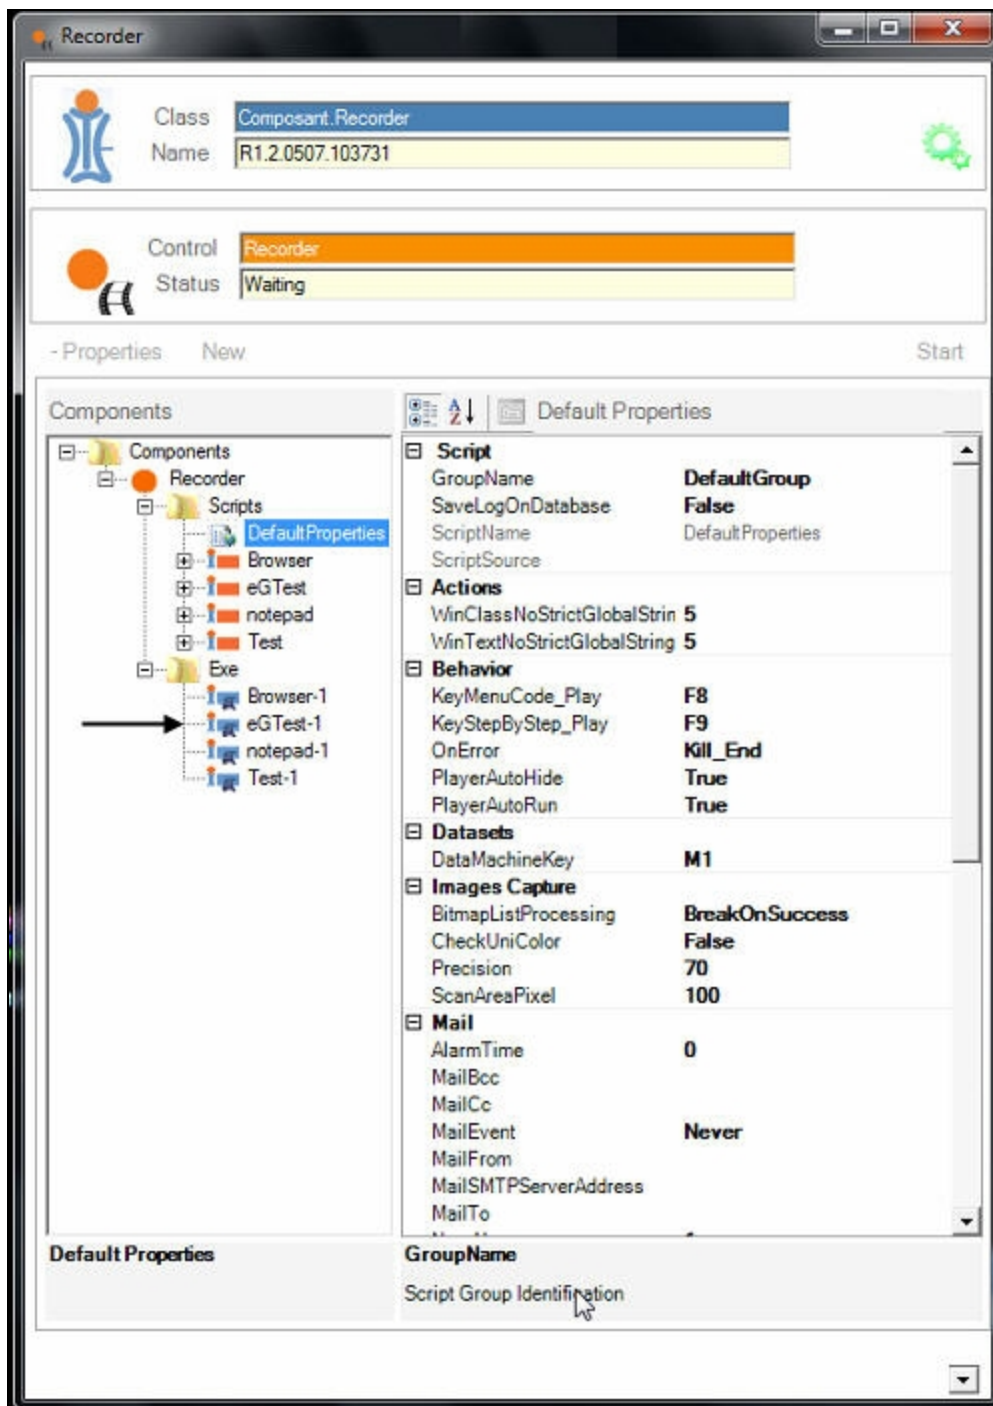 Recorder
Class Composant.Recorder
Name R1.2.0507.103731
Control Recorder
Status Waiting
- Properties New Start
Components
Default Properties
Components
Recorder
Scripts
DefaultProperties
Browser
eGTest
notepad
Test
Exe
Browser-1
eGTest-1
notepad-1
Test-1
Script
GroupName DefaultGroup
SaveLogOnDatabase False
ScriptName DefaultProperties
ScriptSource
Actions
WinClassNoStrictGlobalStrin 5
WinTextNoStrictGlobalString 5
Behavior
KeyMenuCode_Play F8
KeyStepByStep_Play F9
OnError Kill_End
PlayerAutoHide True
PlayerAutoRun True
Datasets
DataMachineKey M1
Images Capture
BitmapListProcessing BreakOnSuccess
CheckUniColor False
Precision 70
ScanAreaPixel 100
Mail
AlarmTime 0
MailBcc
MailCc
MailEvent Never
MailFrom
MailSMTPServerAddress
MailTo
Default Properties
GroupName
Script Group Identification